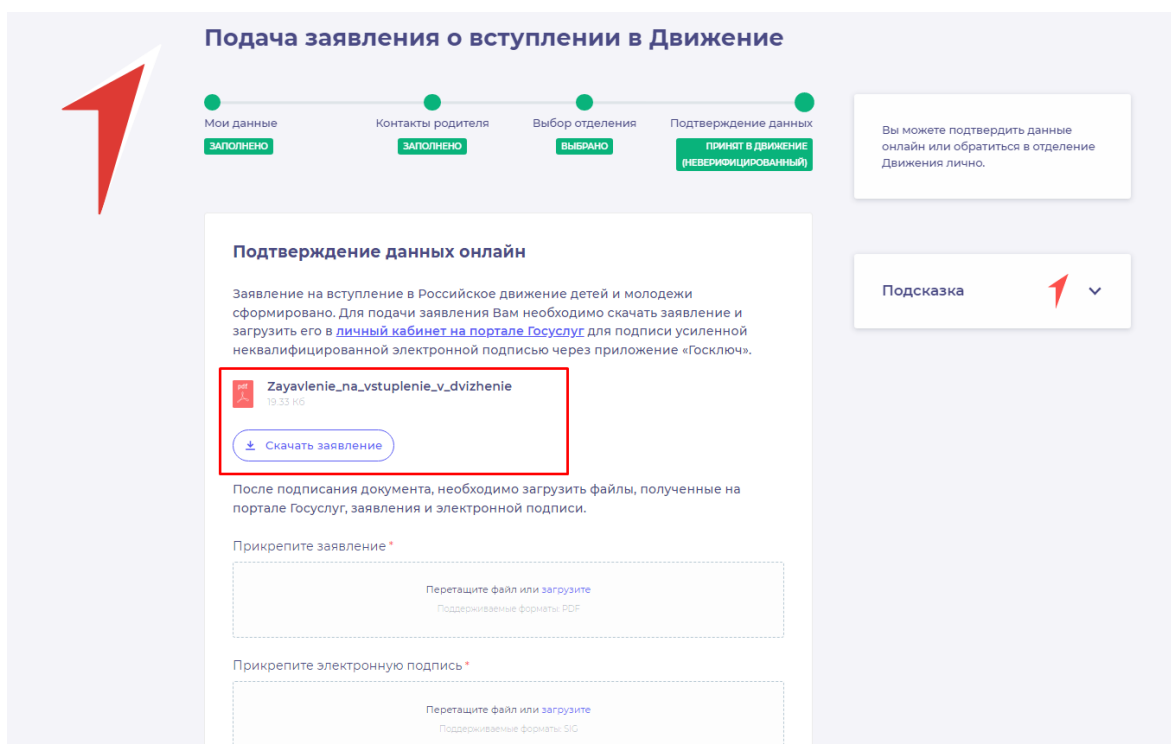 Подача заявления о вступлении в Движение
Мои данные
ЗАПОЛНЕНО
Контакты родителя
ЗАПОЛНЕНО
Выбор отделения
ВЫБРАНО
Подтверждение данных
ПРИНЯТ В ДВИЖЕНИЕ
(НЕВЕРИФИЦИРОВАННЫЙ)
Вы можете подтвердить данные
онлайн или обратиться в отделение
Движения лично.
Подсказка
Подтверждение данных онлайн
Заявление на вступление в Российское движение детей и молодежи
сформировано. Для подачи заявления Вам необходимо скачать заявление и
загрузить его в личный кабинет на портале Госуслуг для подписи усиленной
неквалифицированной электронной подписью через приложение «Госключ».
pdf
Zayavlenie_na_vstuplenie_v_dvizhenie
19.33 Кб
Скачать заявление
После подписания документа, необходимо загрузить файлы, полученные на
портале Госуслуг, заявления и электронной подписи.
Прикрепите заявление *
Перетащите файл или загрузите
Поддерживаемые форматы: PDF
Прикрепите электронную подпись *
Перетащите файл или загрузите
Поддерживаемые форматы: SIG